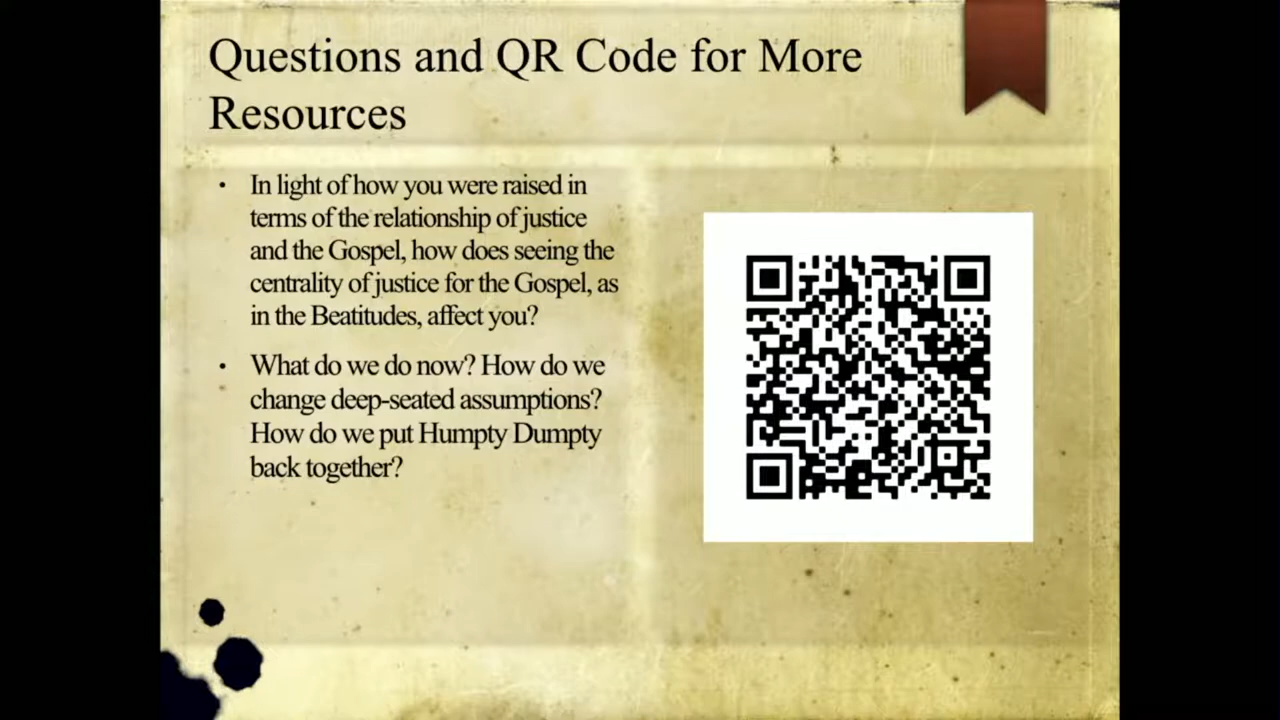 Questions and QR Code for More
Resources
• In light of how you were raised in
terms of the relationship of justice
and the Gospel, how does seeing the
centrality of justice for the Gospel, as
in the Beatitudes, affect you?
• What do we do now? How do we
change deep-seated assumptions?
How do we put Humpty Dumpty
back together?